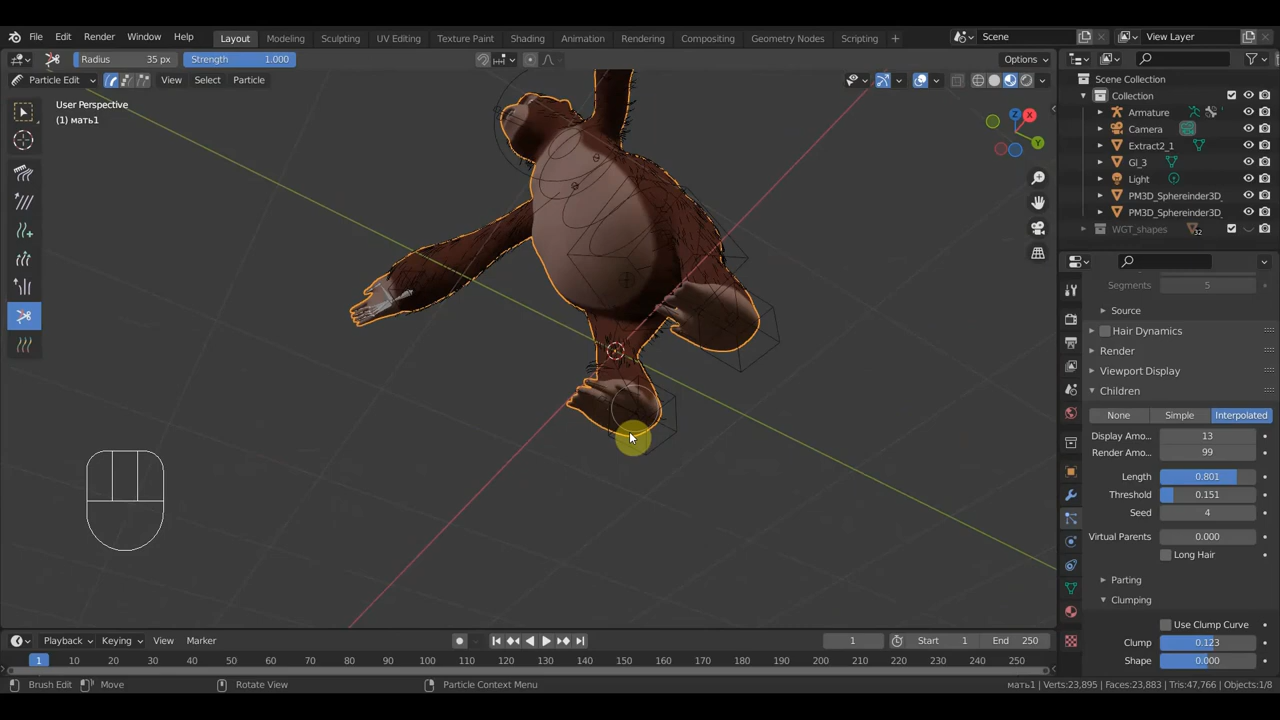 File Edit Render Window Help Layout Modeling Sculpting UV Editing Texture Paint Shading Animation Rendering Compositing Geometry Nodes Scripting + Scene View Layer
Radius 35 px Strength 1.000 Options
Particle Edit View Select Particle
Scene Collection
Collection
Armature
Camera
Extract2_1
GI_3
Light
PM3D_Sphereinder3D_
PM3D_Sphereinder3D_
WGT_shapes 32
User Perspective
(1) мать1
X
Y
Z
Segments 5
Source
Hair Dynamics
Render
Viewport Display
Children
None Simple Interpolated
Display Amo... 13
Render Amo... 99
Length 0.801
Threshold 0.151
Seed 4
Virtual Parents 0.000
Long Hair
Parting
Clumping
Use Clump Curve
Clump 0.123
Shape 0.000
Playback Keying View Marker 1 Start 1 End 250
1 10 20 30 40 50 60 70 80 90 100 110 120 130 140 150 160 170 180 190 200 210 220 230 240 250
Brush Edit Move Rotate View Particle Context Menu мать1 | Verts:23,895 | Faces:23,883 | Tris:47,766 | Objects:1/8